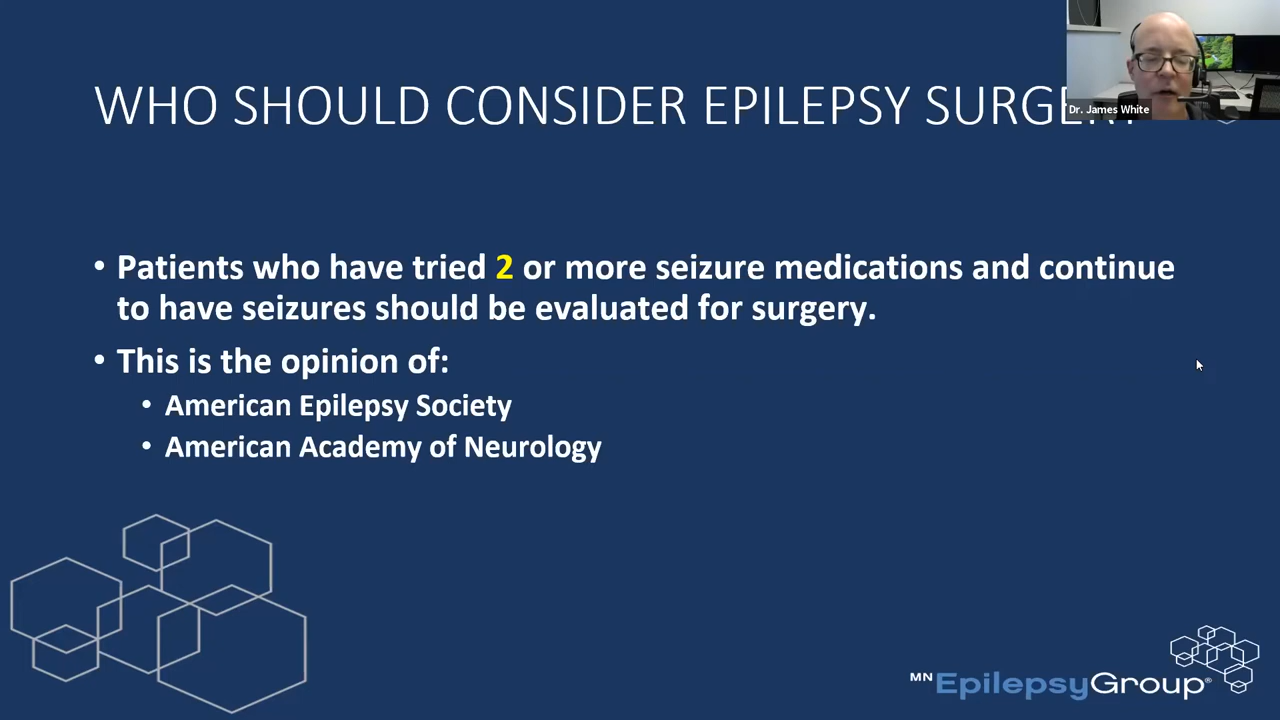 WHO SHOULD CONSIDER EPILEPSY SURGERY
Dr. James White
• Patients who have tried 2 or more seizure medications and continue
to have seizures should be evaluated for surgery.
• This is the opinion of:
• American Epilepsy Society
• American Academy of Neurology
MN EpilepsyGroup®